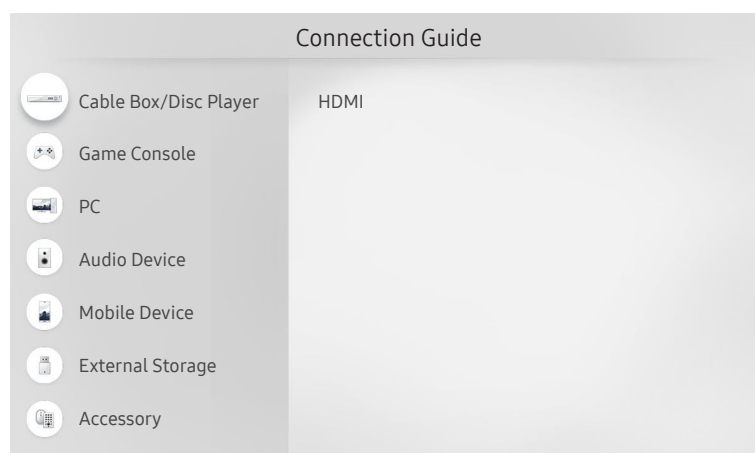 Connection Guide
Cable Box/Disc Player
HDMI
Game Console
PC
Audio Device
Mobile Device
External Storage
Accessory